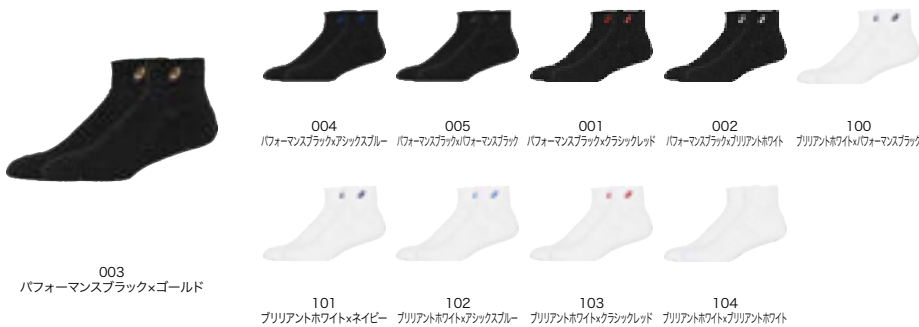 004
パフォーマンスブラック×アシックスブルー
005
パフォーマンスブラック×パフォーマンスブラック
001
パフォーマンスブラック×クラシックレッド
002
パフォーマンスブラック×ブリリアントホワイト
100
ブリリアントホワイト×パフォーマンスブラック
003
パフォーマンスブラック×ゴールド
101
ブリリアントホワイト×ネイビー
102
ブリリアントホワイト×アシックスブルー
103
ブリリアントホワイト×クラシックレッド
104
ブリリアントホワイト×ブリリアントホワイト